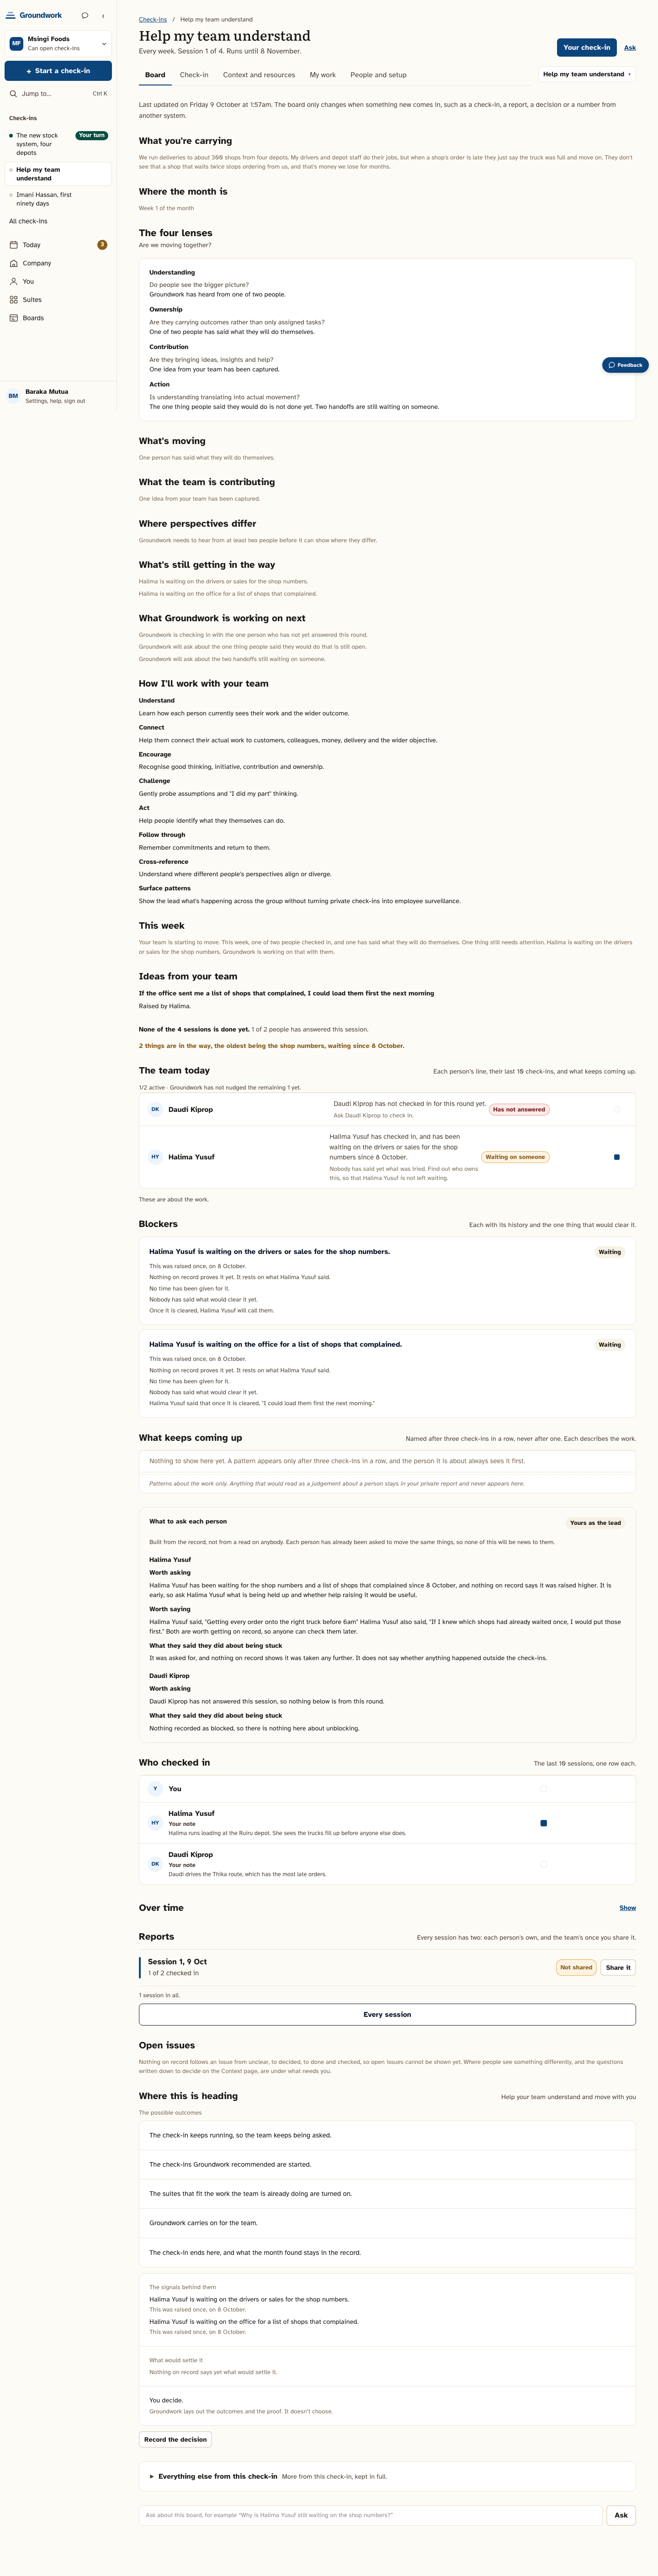 Groundwork
MF
Msingi Foods
Can open check-ins
+ Start a check-in
Jump to...
Ctrl K
Check-ins
The new stock
system, four
depots
Your turn
Help my team
understand
Imani Hassan, first
ninety days
All check-ins
Today
3
Company
You
Suites
Boards
BM
Baraka Mutua
Settings, help, sign out
Check-ins / Help my team understand
Help my team understand
Every week. Session 1 of 4. Runs until 8 November.
Your check-in
Ask
Board
Check-in
Context and resources
My work
People and setup
Help my team understand
Last updated on Friday 9 October at 1:57am. The board only changes when something new comes in, such as a check-in, a report, a decision or a number from
another system.
What you're carrying
We run deliveries to about 300 shops from four depots. My drivers and depot staff do their jobs, but when a shop's order is late they just say the truck was full and move on. They don't
see that a shop that waits twice stops ordering from us, and that's money we lose for months.
Where the month is
Week 1 of the month
The four lenses
Are we moving together?
Understanding
Do people see the bigger picture?
Groundwork has heard from one of two people.
Ownership
Are they carrying outcomes rather than only assigned tasks?
One of two people has said what they will do themselves.
Contribution
Are they bringing ideas, insights and help?
One idea from your team has been captured.
Action
Is understanding translating into actual movement?
The one thing people said they would do is not done yet. Two handoffs are still waiting on someone.
Feedback
What's moving
One person has said what they will do themselves.
What the team is contributing
One idea from your team has been captured.
Where perspectives differ
Groundwork needs to hear from at least two people before it can show where they differ.
What's still getting in the way
Halima is waiting on the drivers or sales for the shop numbers.
Halima is waiting on the office for a list of shops that complained.
What Groundwork is working on next
Groundwork is checking in with the one person who has not yet answered this round.
Groundwork will ask about the one thing people said they would do that is still open.
Groundwork will ask about the two handoffs still waiting on someone.
How I'll work with your team
Understand
Learn how each person currently sees their work and the wider outcome.
Connect
Help them connect their actual work to customers, colleagues, money, delivery and the wider objective.
Encourage
Recognise good thinking, initiative, contribution and ownership.
Challenge
Gently probe assumptions and "I did my part" thinking.
Act
Help people identify what they themselves can do.
Follow through
Remember commitments and return to them.
Cross-reference
Understand where different people's perspectives align or diverge.
Surface patterns
Show the lead what's happening across the group without turning private check-ins into employee surveillance.
This week
Your team is starting to move. This week, one of two people checked in, and one has said what they will do themselves. One thing still needs attention. Halima is waiting on the drivers
or sales for the shop numbers. Groundwork is working on that with them.
Ideas from your team
If the office sent me a list of shops that complained, I could load them first the next morning
Raised by Halima.
None of the 4 sessions is done yet. 1 of 2 people has answered this session.
2 things are in the way, the oldest being the shop numbers, waiting since 8 October.
The team today
Each person's line, their last 10 check-ins, and what keeps coming up.
1/2 active · Groundwork has not nudged the remaining 1 yet.
DK
Daudi Kiprop
Daudi Kiprop has not checked in for this round yet.
Ask Daudi Kiprop to check in.
Has not answered
HY
Halima Yusuf
Halima Yusuf has checked in, and has been
waiting on the drivers or sales for the shop
numbers since 8 October.
Nobody has said yet what was tried. Find out who owns
this, so that Halima Yusuf is not left waiting.
Waiting on someone
These are about the work.
Blockers
Each with its history and the one thing that would clear it.
Halima Yusuf is waiting on the drivers or sales for the shop numbers.
Waiting
This was raised once, on 8 October.
Nothing on record proves it yet. It rests on what Halima Yusuf said.
No time has been given for it.
Nobody has said what would clear it yet.
Once it is cleared, Halima Yusuf will call them.
Halima Yusuf is waiting on the office for a list of shops that complained.
Waiting
This was raised once, on 8 October.
Nothing on record proves it yet. It rests on what Halima Yusuf said.
No time has been given for it.
Nobody has said what would clear it yet.
Halima Yusuf said that once it is cleared, "I could load them first the next morning."
What keeps coming up
Named after three check-ins in a row, never after one. Each describes the work.
Nothing to show here yet. A pattern appears only after three check-ins in a row, and the person it is about always sees it first.
Patterns about the work only. Anything that would read as a judgement about a person stays in your private report and never appears here.
What to ask each person
Yours as the lead
Built from the record, not from a read on anybody. Each person has already been asked to move the same things, so none of this will be news to them.
Halima Yusuf
Worth asking
Halima Yusuf has been waiting for the shop numbers and a list of shops that complained since 8 October, and nothing on record says it was raised higher. It is
early, so ask Halima Yusuf what is being held up and whether help raising it would be useful.
Worth saying
Halima Yusuf said, "Getting every order onto the right truck before 6am" Halima Yusuf also said, "If I knew which shops had already waited once, I would put those
first." Both are worth getting on record, so anyone can check them later.
What they said they did about being stuck
It was asked for, and nothing on record shows it was taken any further. It does not say whether anything happened outside the check-ins.
Daudi Kiprop
Worth asking
Daudi Kiprop has not answered this session, so nothing below is from this round.
What they said they did about being stuck
Nothing recorded as blocked, so there is nothing here about unblocking.
Who checked in
The last 10 sessions, one row each.
Y
You
HY
Halima Yusuf
Your note
Halima runs loading at the Ruiru depot. She sees the trucks fill up before anyone else does.
DK
Daudi Kiprop
Your note
Daudi drives the Thika route, which has the most late orders.
Over time
Show
Reports
Every session has two: each person's own, and the team's once you share it.
Session 1, 9 Oct
1 of 2 checked in
Not shared
Share it
1 session in all.
Every session
Open issues
Nothing on record follows an issue from unclear, to decided, to done and checked, so open issues cannot be shown yet. Where people see something differently, and the questions
written down to decide on the Context page, are under what needs you.
Where this is heading
Help your team understand and move with you
The possible outcomes
The check-in keeps running, so the team keeps being asked.
The check-ins Groundwork recommended are started.
The suites that fit the work the team is already doing are turned on.
Groundwork carries on for the team.
The check-in ends here, and what the month found stays in the record.
The signals behind them
Halima Yusuf is waiting on the drivers or sales for the shop numbers.
This was raised once, on 8 October.
Halima Yusuf is waiting on the office for a list of shops that complained.
This was raised once, on 8 October.
What would settle it
Nothing on record says yet what would settle it.
You decide.
Groundwork lays out the outcomes and the proof. It doesn't choose.
Record the decision
Everything else from this check-in More from this check-in, kept in full.
Ask about this board, for example "Why is Halima Yusuf still waiting on the shop numbers?"
Ask